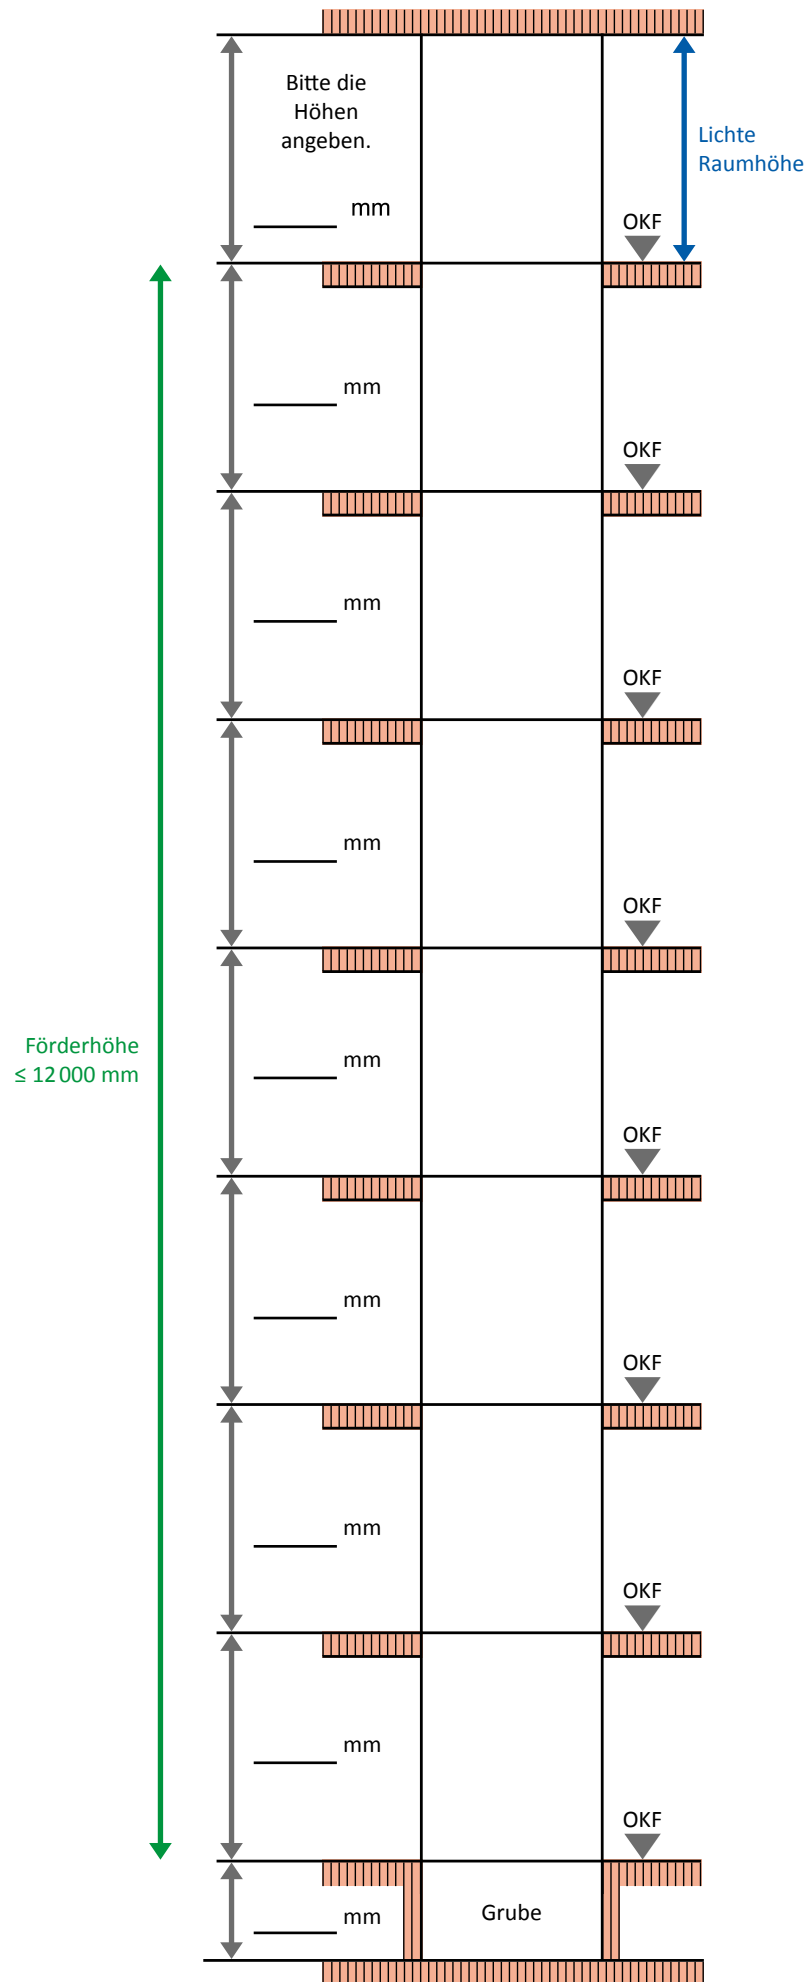 Bitte die
Höhen
angeben.
Lichte
Raumhöhe
mm
OKF
mm
OKF
mm
OKF
mm
OKF
Förderhöhe
≤ 12 000 mm
mm
OKF
mm
OKF
mm
OKF
mm
OKF
Grube
mm